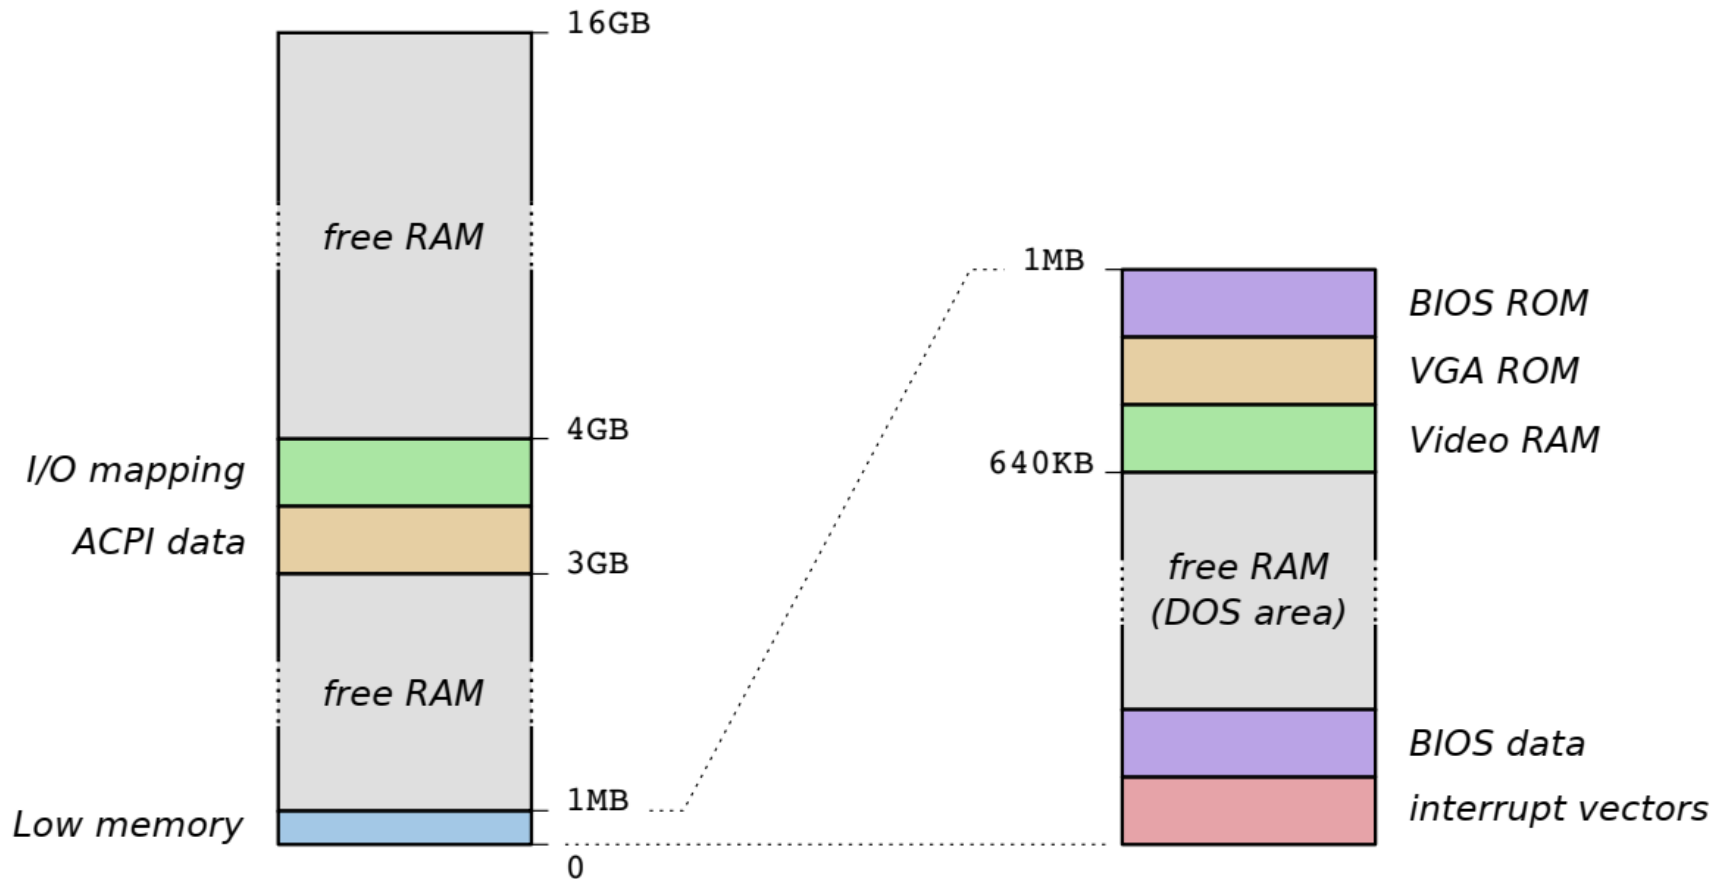 16GB
free RAM
4GB
I/O mapping
ACPI data
3GB
free RAM
1MB
Low memory
0
1MB
BIOS ROM
VGA ROM
Video RAM
640KB
free RAM
(DOS area)
BIOS data
interrupt vectors